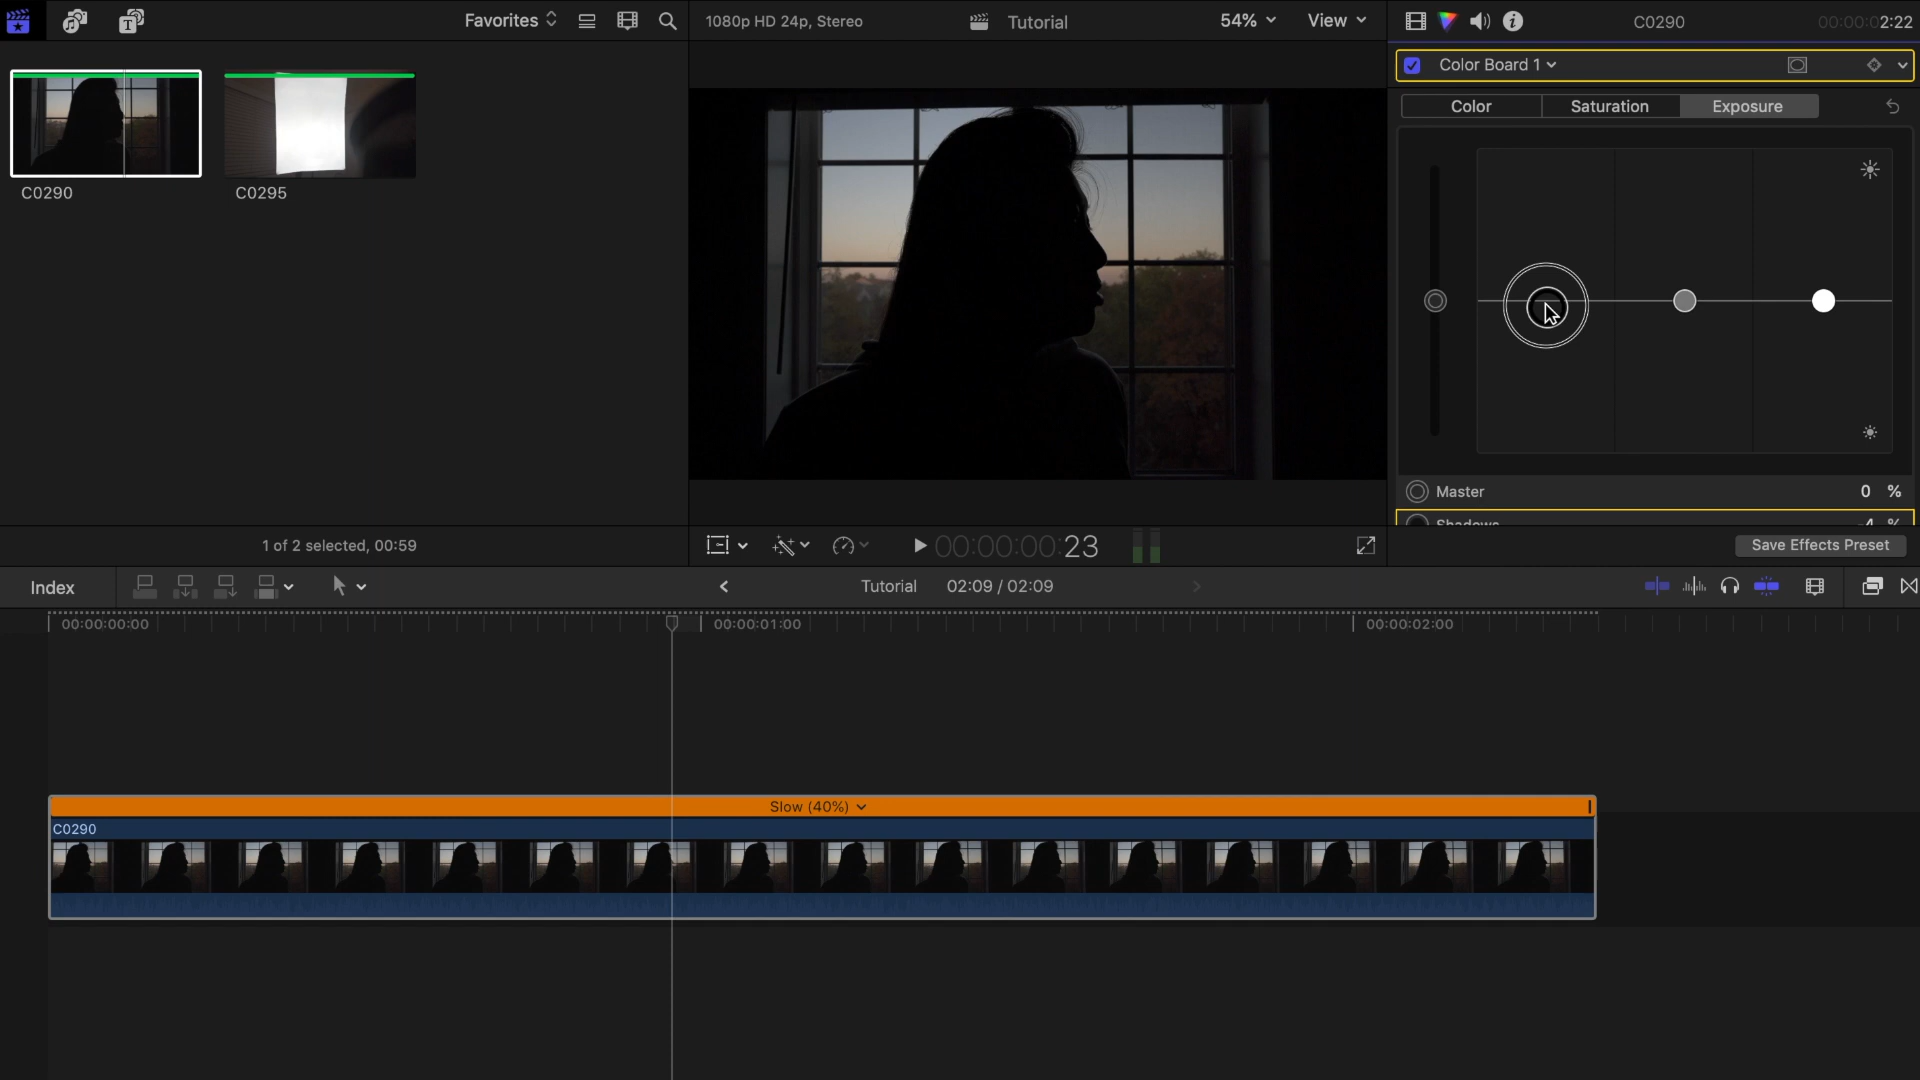 Favorites
1080p HD 24p, Stereo
Tutorial
54%
View
C0290
00:00:02:22
Color Board 1
Color
Saturation
Exposure
C0290
C0295
Master
0 %
Shadows
-4 %
1 of 2 selected, 00:59
00:00:00:23
Save Effects Preset
Index
Tutorial
02:09 / 02:09
00:00:00:00
00:00:01:00
00:00:02:00
Slow (40%)
C0290